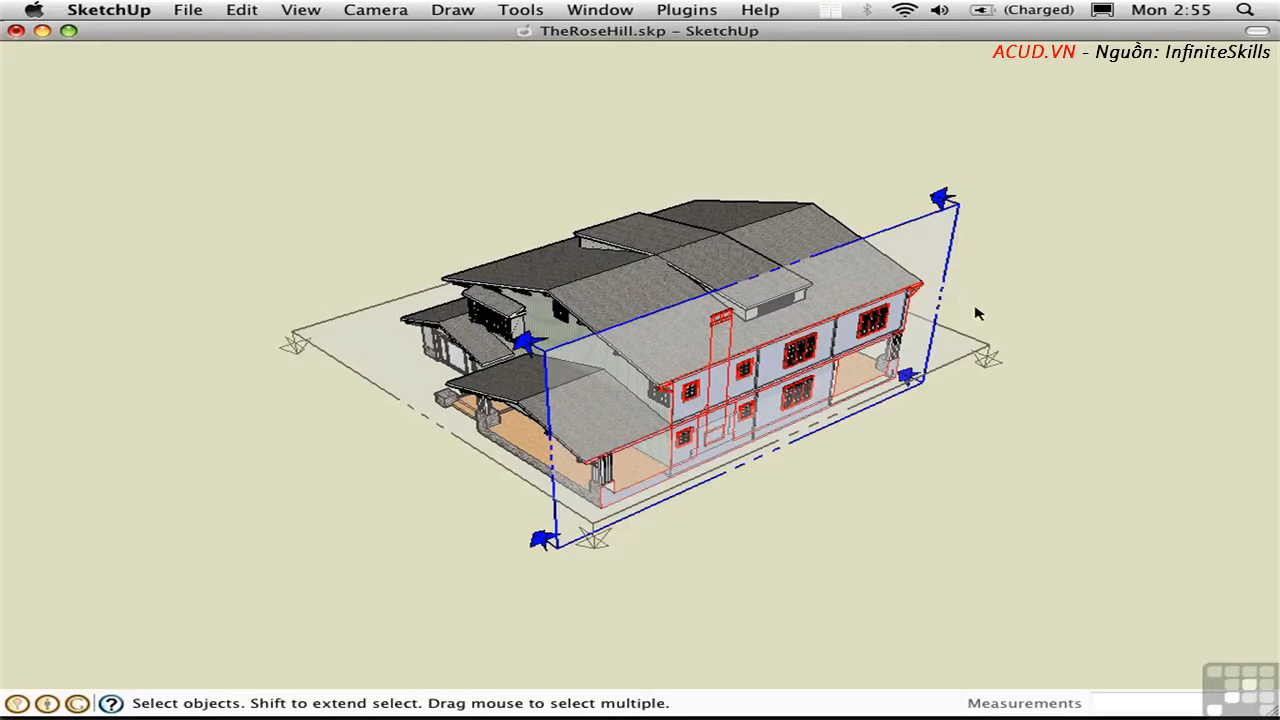 SketchUp File Edit View Camera Draw Tools Window Plugins Help (Charged) Mon 2:55
TheRoseHill.skp – SketchUp
ACUD.VN - Nguồn: InfiniteSkills
Select objects. Shift to extend select. Drag mouse to select multiple. Measurements